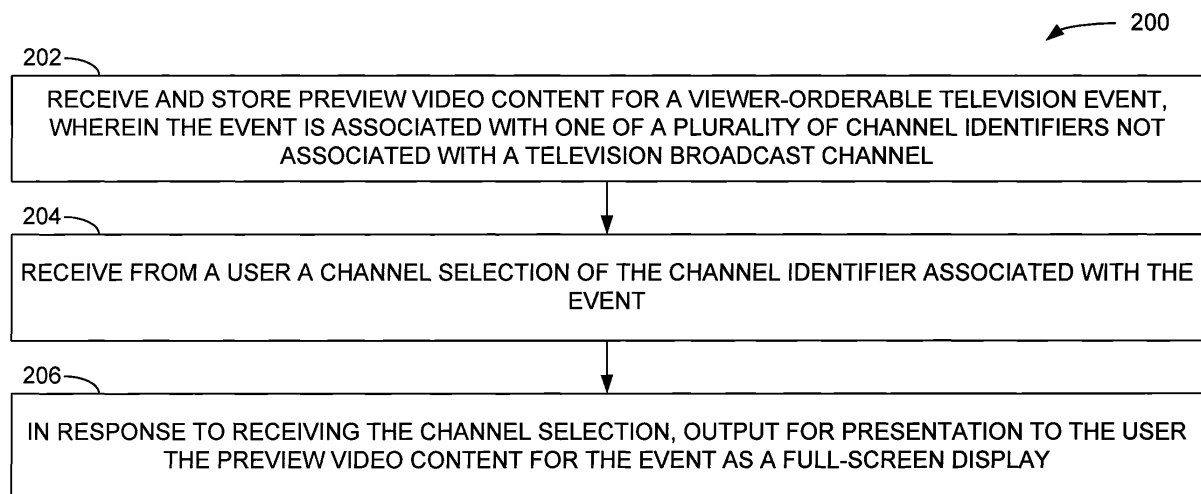 200
202
RECEIVE AND STORE PREVIEW VIDEO CONTENT FOR A VIEWER-ORDERABLE TELEVISION EVENT,
WHEREIN THE EVENT IS ASSOCIATED WITH ONE OF A PLURALITY OF CHANNEL IDENTIFIERS NOT
ASSOCIATED WITH A TELEVISION BROADCAST CHANNEL
204
RECEIVE FROM A USER A CHANNEL SELECTION OF THE CHANNEL IDENTIFIER ASSOCIATED WITH THE
EVENT
206
IN RESPONSE TO RECEIVING THE CHANNEL SELECTION, OUTPUT FOR PRESENTATION TO THE USER
THE PREVIEW VIDEO CONTENT FOR THE EVENT AS A FULL-SCREEN DISPLAY